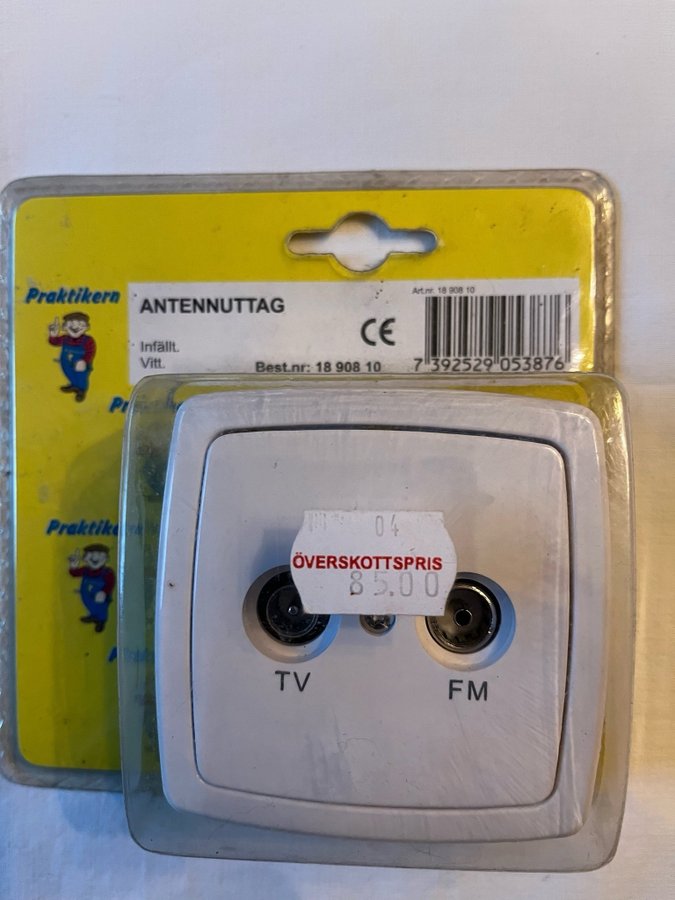 Art.nr. 18 908 10
Praktikern
ANTENNUTTAG
CE
Infällt.
Vitt.
Best.nr: 18 908 10
7 392529 053876
04
ÖVERSKOTTSPRIS
85.00
TV
FM